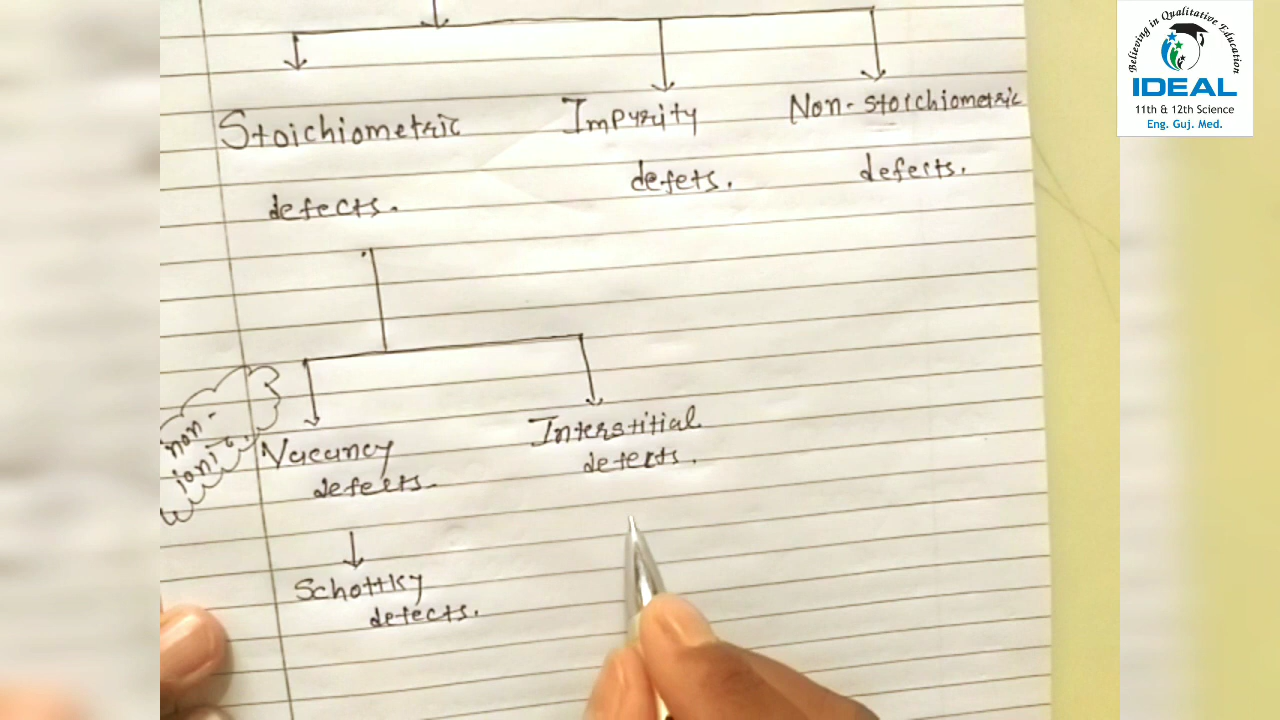 Stoichiometric
defects.
Impurity
defets.
Non-stoichiometric
defects.
non-
ionic.
Vacancy
defects.
Interstitial
defects.
Schottky
defects.
Believing in Qualitative Education
IDEAL
11th & 12th Science
Eng. Guj. Med.